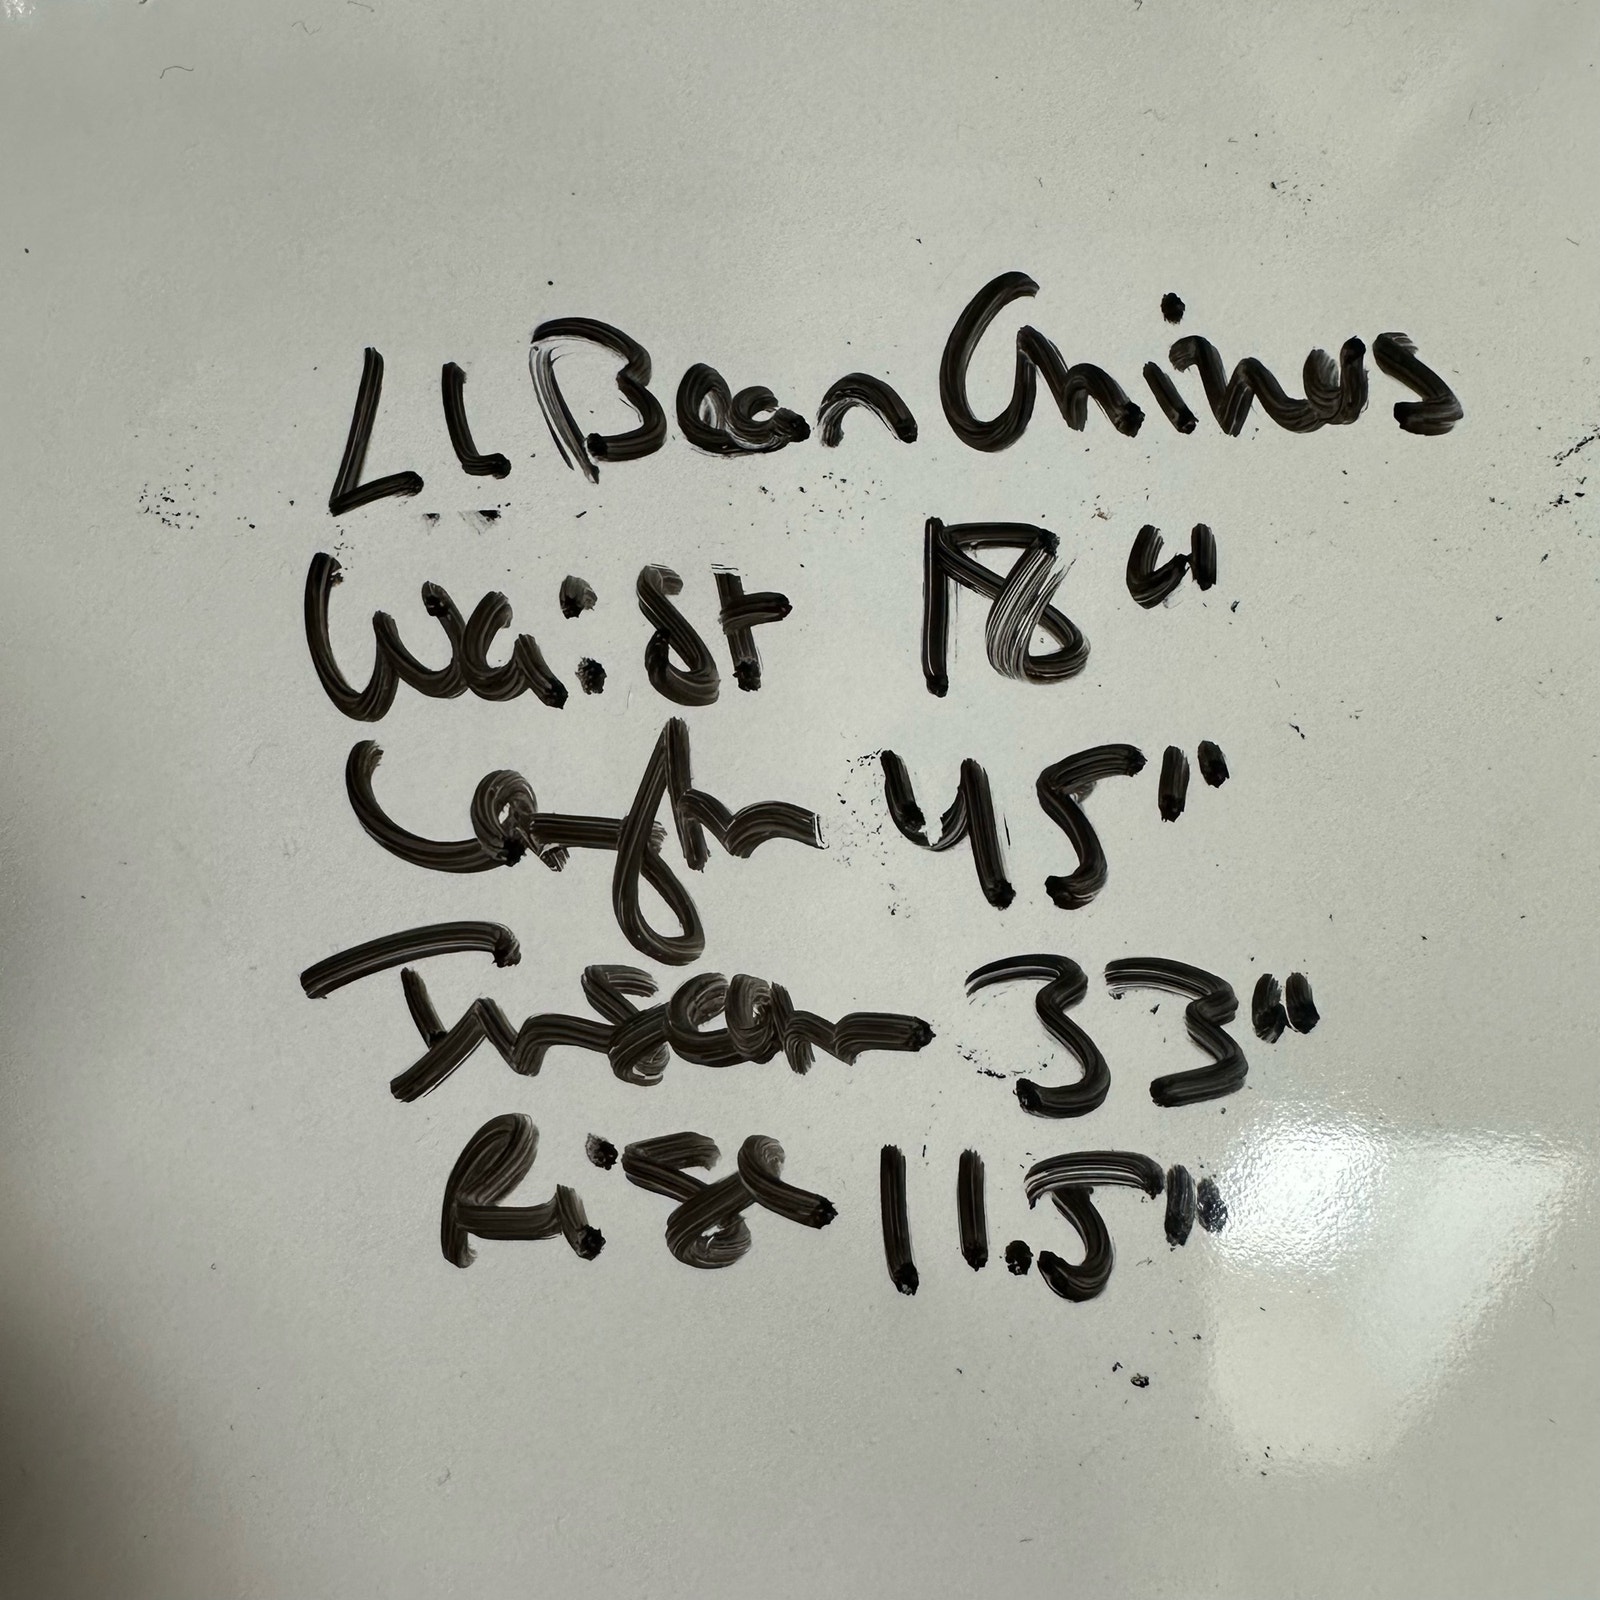 LL Bean Chinos
Waist 18"
Length 45"
Inseam 33"
Rise 11.5"